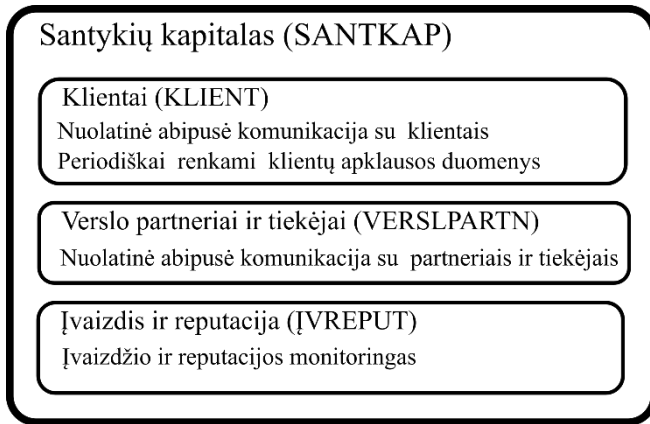 Santykių kapitalas (SANTKAP)
Klientai (KLIENT)
Nuolatinė abipusė komunikacija su klientais
Periodiškai renkami klientų apklausos duomenys
Verslo partneriai ir tiekėjai (VERSLPARTN)
Nuolatinė abipusė komunikacija su partneriais ir tiekėjais
Įvaizdis ir reputacija (ĮVREPUT)
Įvaizdžio ir reputacijos monitoringas